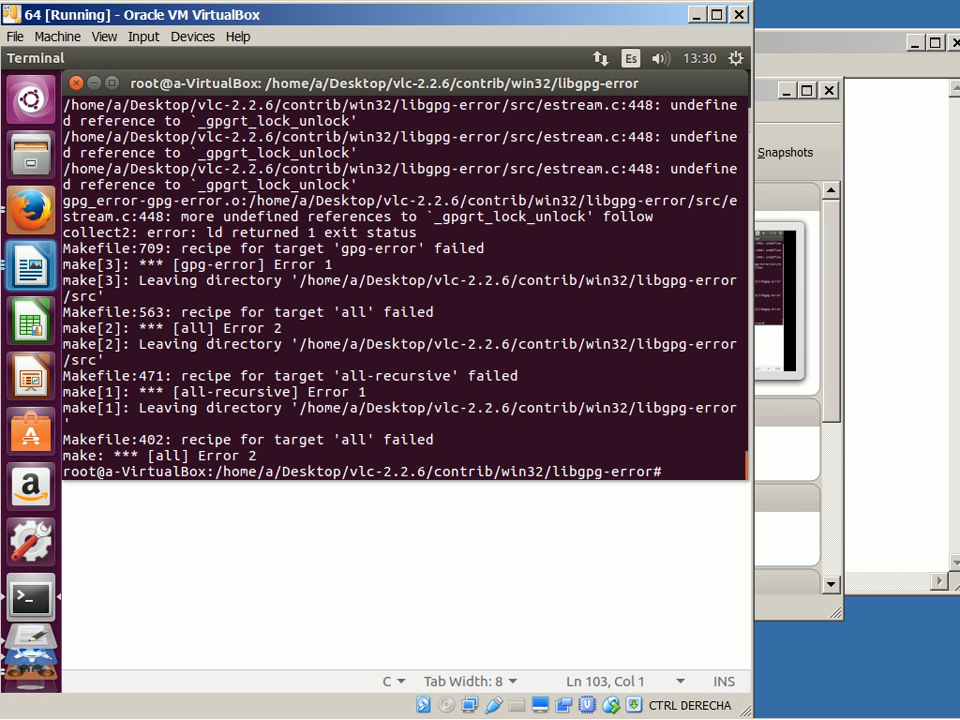 64 [Running] - Oracle VM VirtualBox
File Machine View Input Devices Help
Terminal Es 13:30
root@a-VirtualBox: /home/a/Desktop/vlc-2.2.6/contrib/win32/libgpg-error
/home/a/Desktop/vlc-2.2.6/contrib/win32/libgpg-error/src/estream.c:448: undefine
d reference to `_gpgrt_lock_unlock'
/home/a/Desktop/vlc-2.2.6/contrib/win32/libgpg-error/src/estream.c:448: undefine
d reference to `_gpgrt_lock_unlock'
/home/a/Desktop/vlc-2.2.6/contrib/win32/libgpg-error/src/estream.c:448: undefine
d reference to `_gpgrt_lock_unlock'
gpg_error-gpg-error.o:/home/a/Desktop/vlc-2.2.6/contrib/win32/libgpg-error/src/e
stream.c:448: more undefined references to `_gpgrt_lock_unlock' follow
collect2: error: ld returned 1 exit status
Makefile:709: recipe for target 'gpg-error' failed
make[3]: *** [gpg-error] Error 1
make[3]: Leaving directory '/home/a/Desktop/vlc-2.2.6/contrib/win32/libgpg-error
/src'
Makefile:563: recipe for target 'all' failed
make[2]: *** [all] Error 2
make[2]: Leaving directory '/home/a/Desktop/vlc-2.2.6/contrib/win32/libgpg-error
/src'
Makefile:471: recipe for target 'all-recursive' failed
make[1]: *** [all-recursive] Error 1
make[1]: Leaving directory '/home/a/Desktop/vlc-2.2.6/contrib/win32/libgpg-error
'
Makefile:402: recipe for target 'all' failed
make: *** [all] Error 2
root@a-VirtualBox:/home/a/Desktop/vlc-2.2.6/contrib/win32/libgpg-error#
Snapshots
C Tab Width: 8 Ln 103, Col 1 INS
CTRL DERECHA